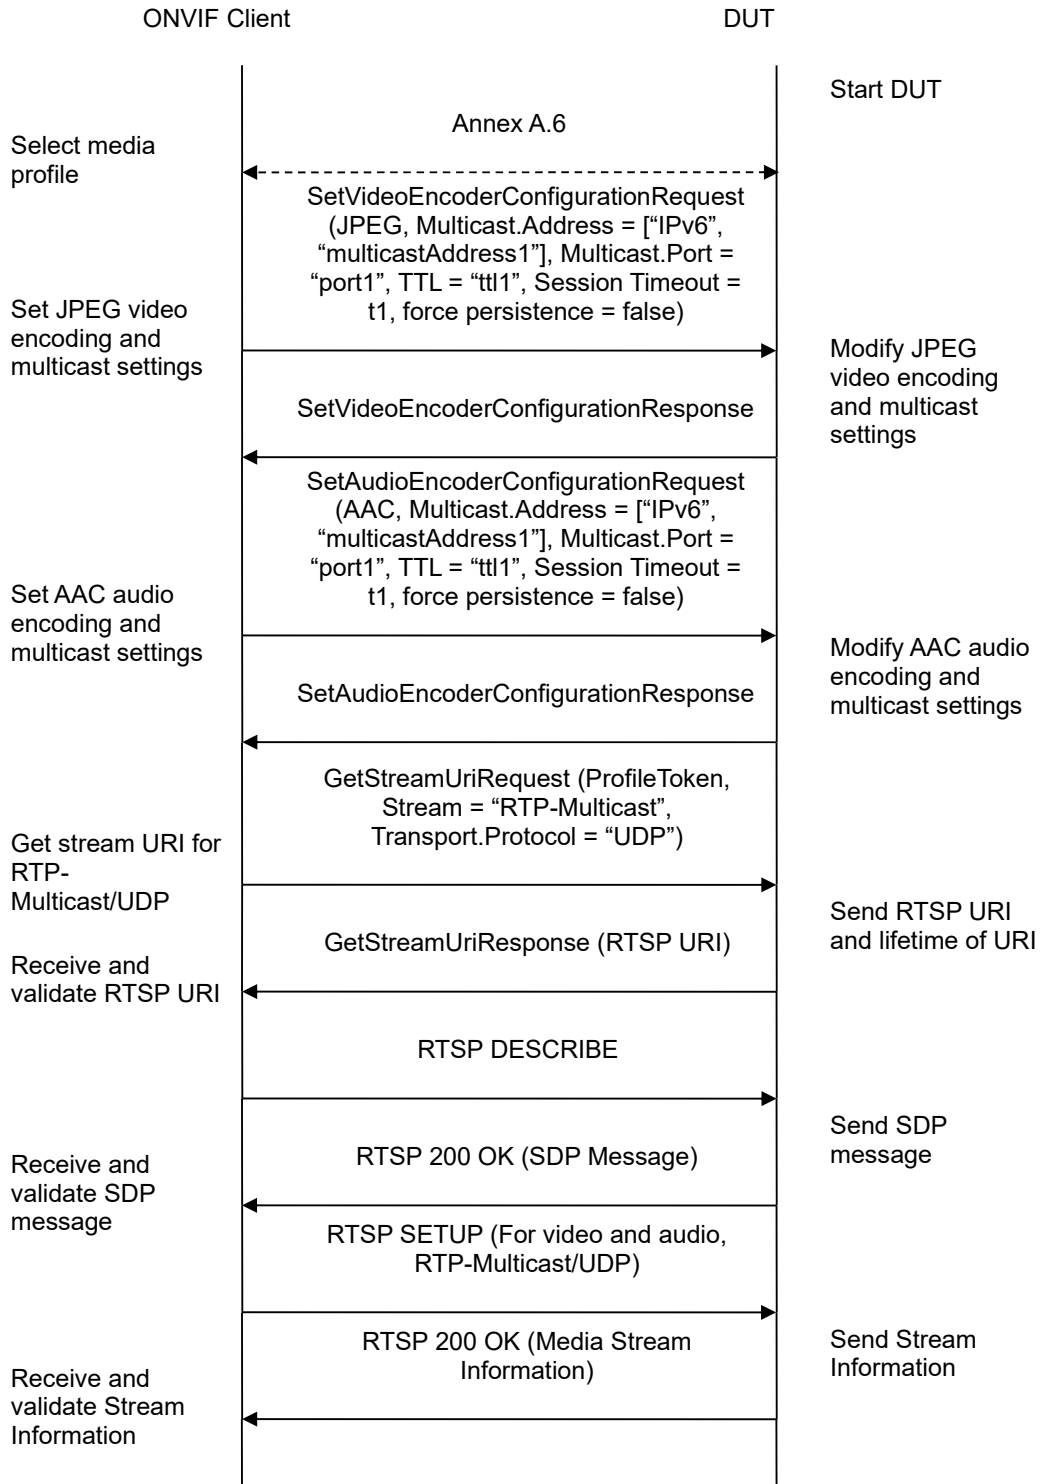 ONVIF Client
DUT
Start DUT
Annex A.6
Select media
profile
SetVideoEncoderConfigurationRequest
(JPEG, Multicast.Address = [“IPv6”,
“multicastAddress1”], Multicast.Port =
“port1”, TTL = “ttl1”, Session Timeout =
t1, force persistence = false)
Set JPEG video
encoding and
multicast settings
Modify JPEG
video encoding
and multicast
settings
SetVideoEncoderConfigurationResponse
SetAudioEncoderConfigurationRequest
(AAC, Multicast.Address = [“IPv6”,
“multicastAddress1”], Multicast.Port =
“port1”, TTL = “ttl1”, Session Timeout =
t1, force persistence = false)
Set AAC audio
encoding and
multicast settings
Modify AAC audio
encoding and
multicast settings
SetAudioEncoderConfigurationResponse
GetStreamUriRequest (ProfileToken,
Stream = “RTP-Multicast”,
Transport.Protocol = “UDP”)
Get stream URI for
RTP-
Multicast/UDP
Send RTSP URI
and lifetime of URI
GetStreamUriResponse (RTSP URI)
Receive and
validate RTSP URI
RTSP DESCRIBE
Send SDP
message
RTSP 200 OK (SDP Message)
Receive and
validate SDP
message
RTSP SETUP (For video and audio,
RTP-Multicast/UDP)
RTSP 200 OK (Media Stream
Information)
Send Stream
Information
Receive and
validate Stream
Information